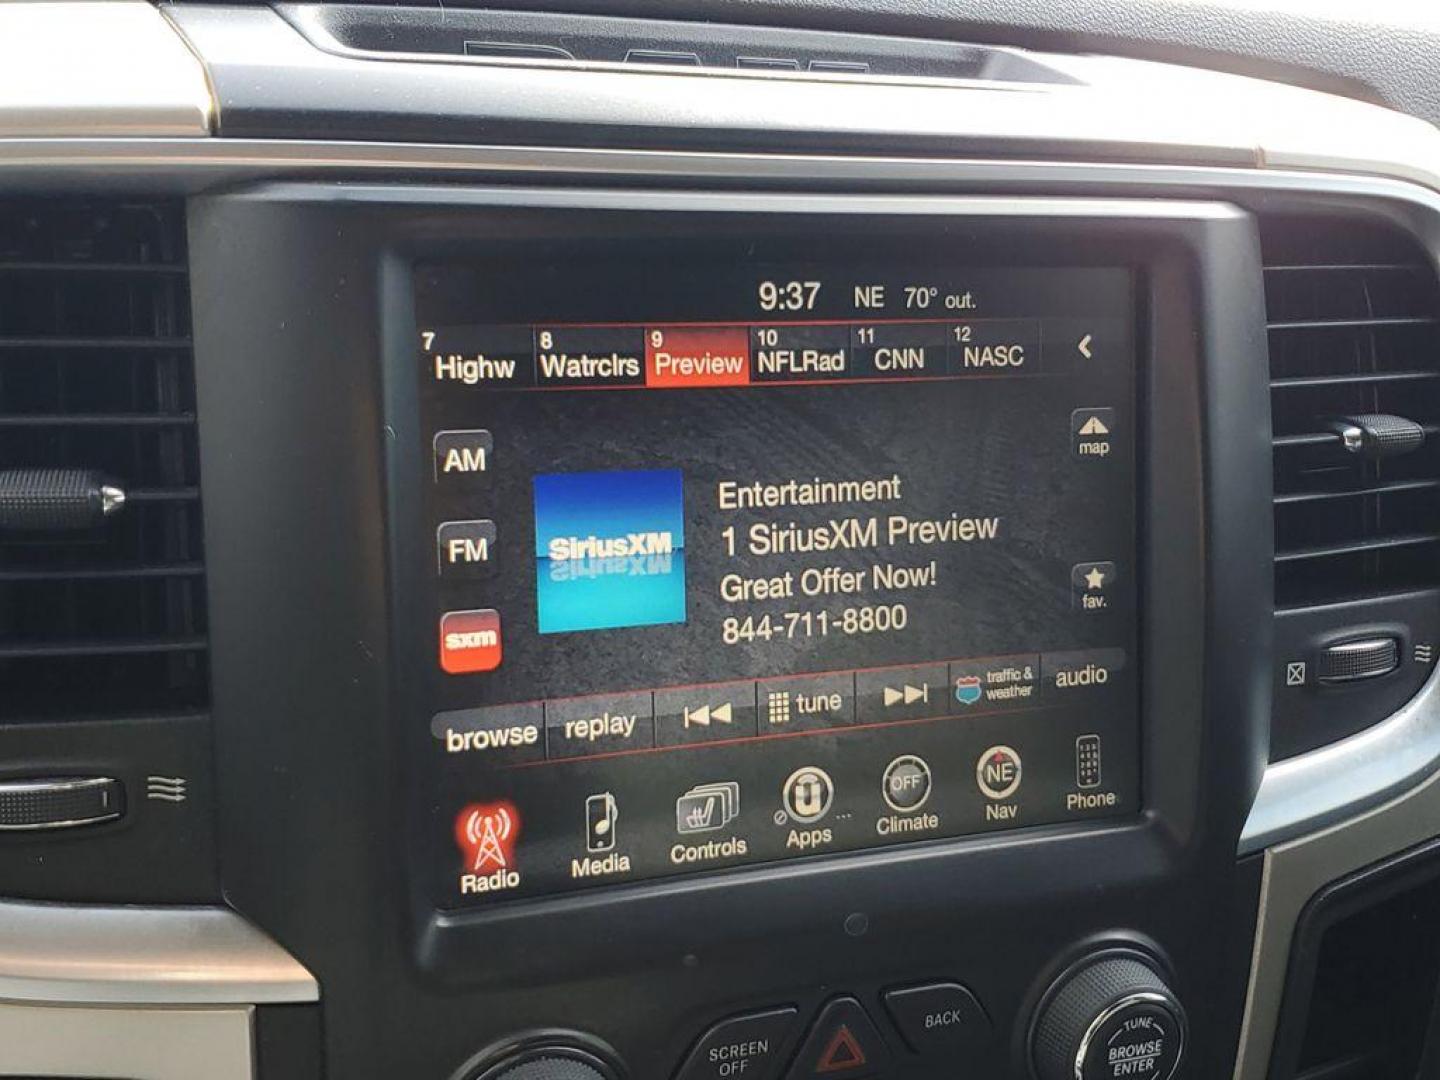 RAM
9:37 NE 70° out.
7 Highw 8 Watrclrs 9 Preview 10 NFLRad 11 CNN 12 NASC
AM
map
Entertainment
SiriusXM
1 SiriusXM Preview
FM
Great Offer Now!
fav.
844-711-8800
sxm
browse replay tune traffic & weather audio
OFF NE
Radio Media Controls Apps ... Climate Nav Phone
SCREEN OFF
BACK
TUNE
BROWSE
ENTER